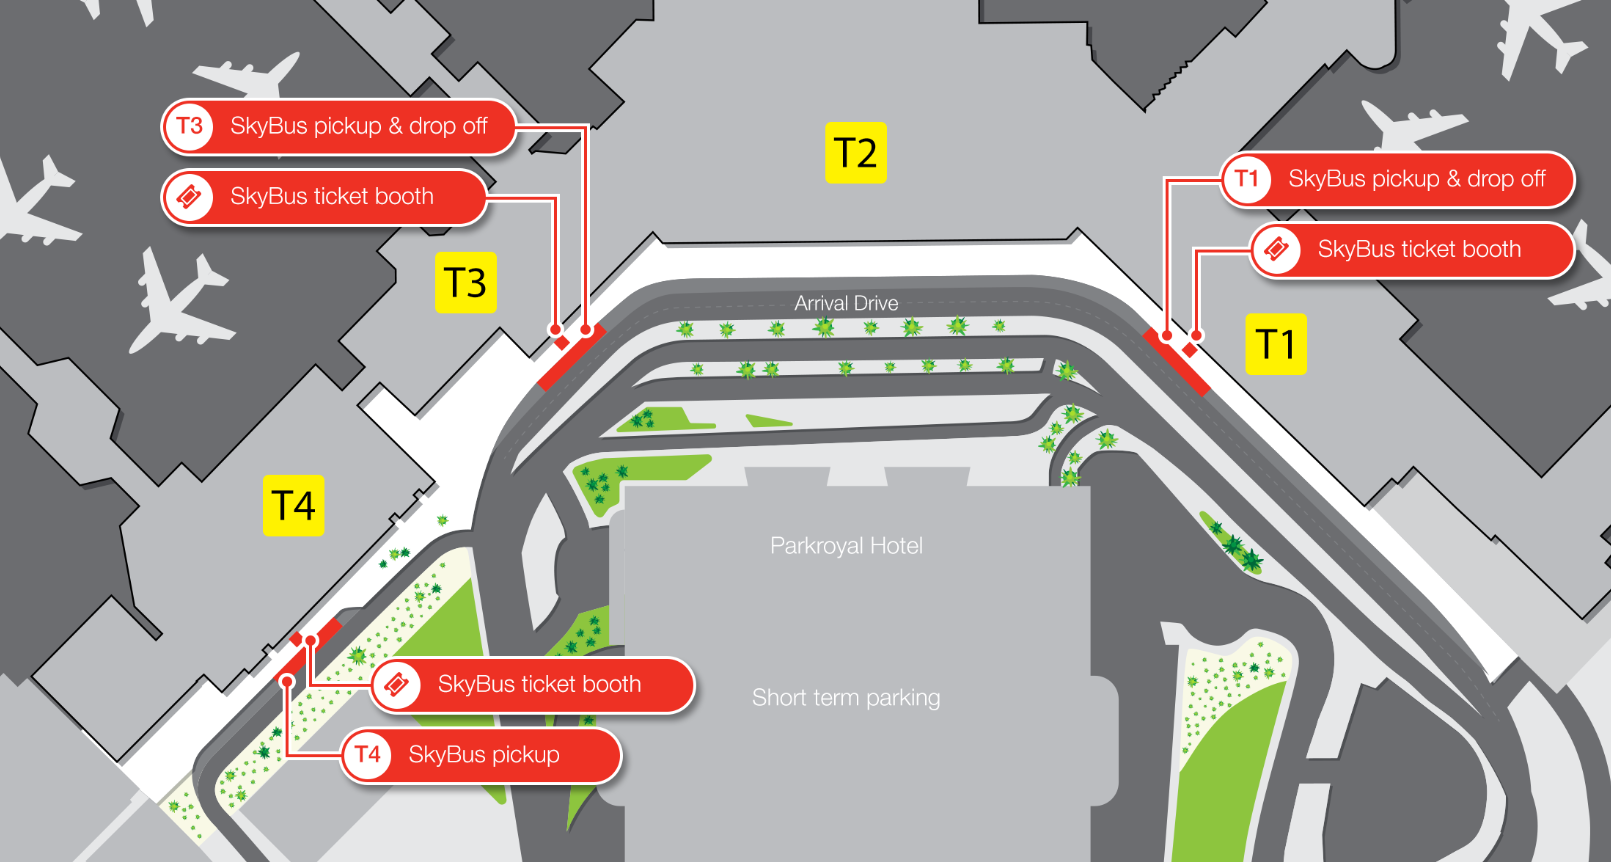 T3 SkyBus pickup & drop off
SkyBus ticket booth
T2
T1 SkyBus pickup & drop off
SkyBus ticket booth
T3
Arrival Drive
T1
T4
Parkroyal Hotel
SkyBus ticket booth
Short term parking
T4 SkyBus pickup